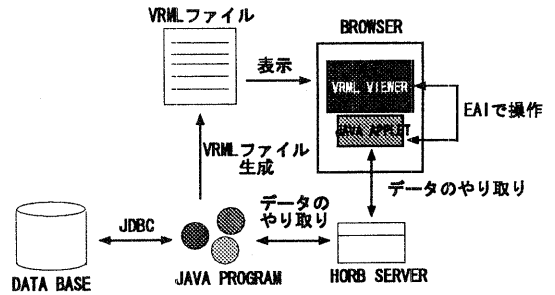 VRMLファイル
BROWSER
表示
VRML VIEWER
JAVA APPLET
EAIで操作
VRMLファイル
生成
データの
やり取り
データのやり取り
JDBC
DATA BASE
JAVA PROGRAM
HORB SERVER